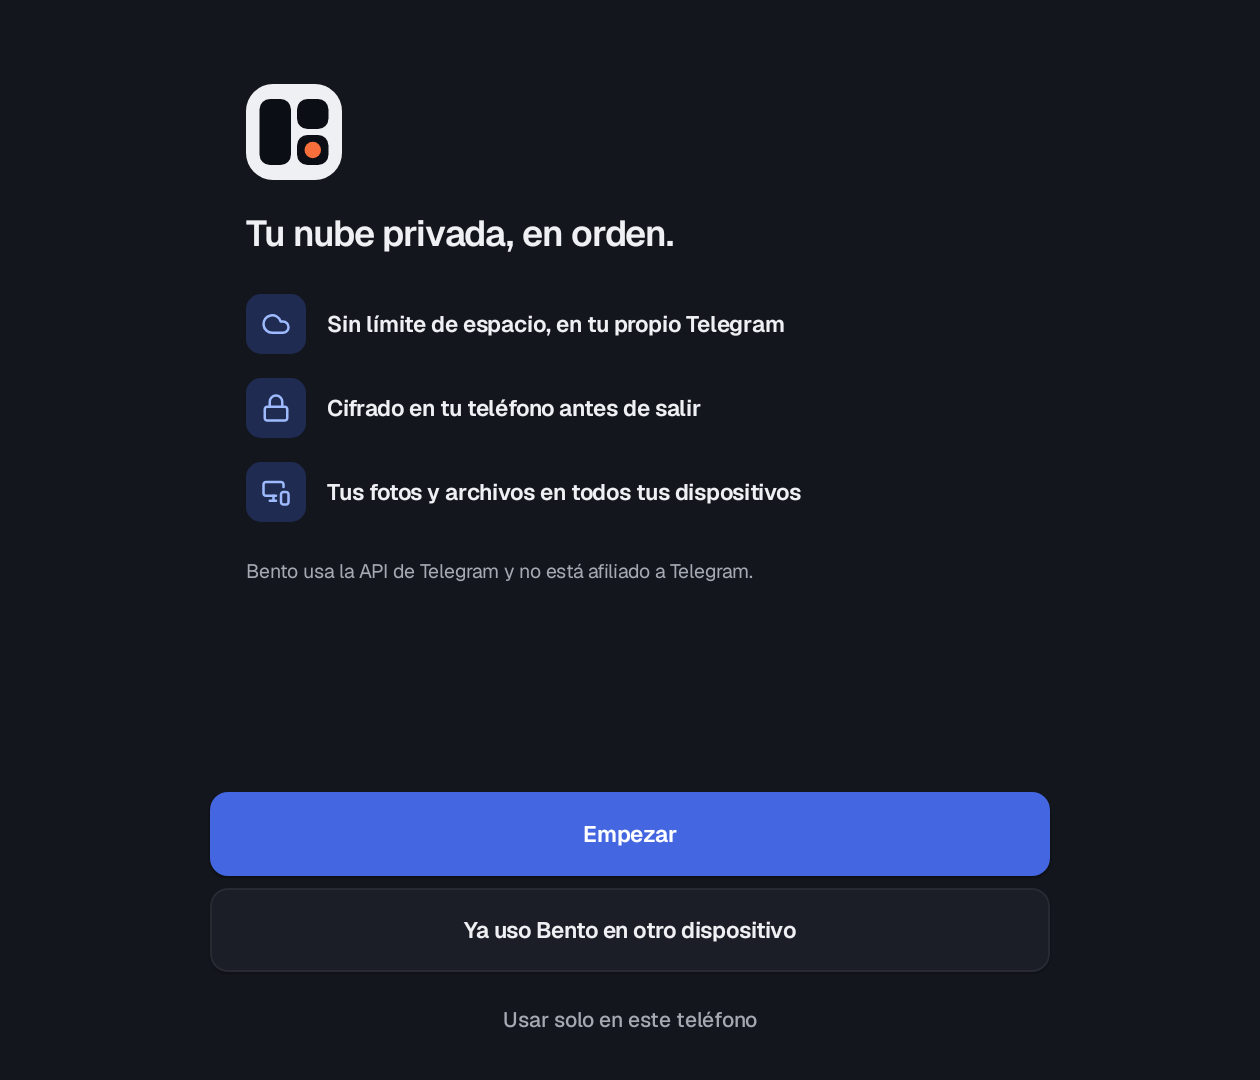 Tu nube privada, en orden.
Sin límite de espacio, en tu propio Telegram
Cifrado en tu teléfono antes de salir
Tus fotos y archivos en todos tus dispositivos
Bento usa la API de Telegram y no está afiliado a Telegram.
Empezar
Ya uso Bento en otro dispositivo
Usar solo en este teléfono